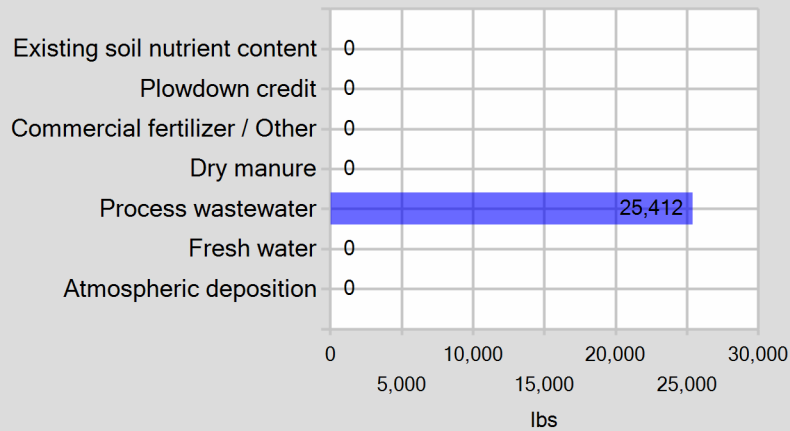 Existing soil nutrient content 0
Plowdown credit 0
Commercial fertilizer / Other 0
Dry manure 0
Process wastewater 25,412
Fresh water 0
Atmospheric deposition 0
0 10,000 20,000 30,000
5,000 15,000 25,000
lbs